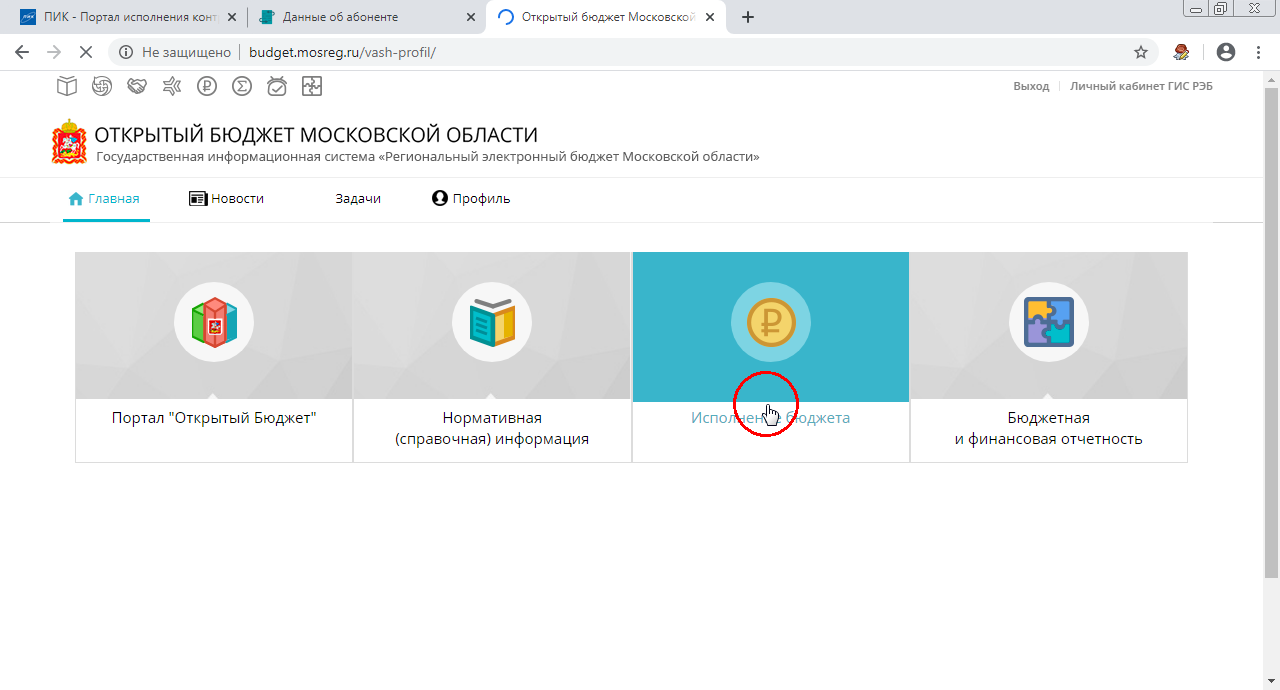 ПИК - Портал исполнения конт
Данные об абоненте
Открытый бюджет Московской
Не защищено
budget.mosreg.ru/vash-profil/
Выход
Личный кабинет ГИС РЭБ
ОТКРЫТЫЙ БЮДЖЕТ МОСКОВСКОЙ ОБЛАСТИ
Государственная информационная система «Региональный электронный бюджет Московской области»
Главная
Новости
Задачи
Профиль
Портал "Открытый Бюджет"
Нормативная
(справочная) информация
Исполнение бюджета
Бюджетная
и финансовая отчетность